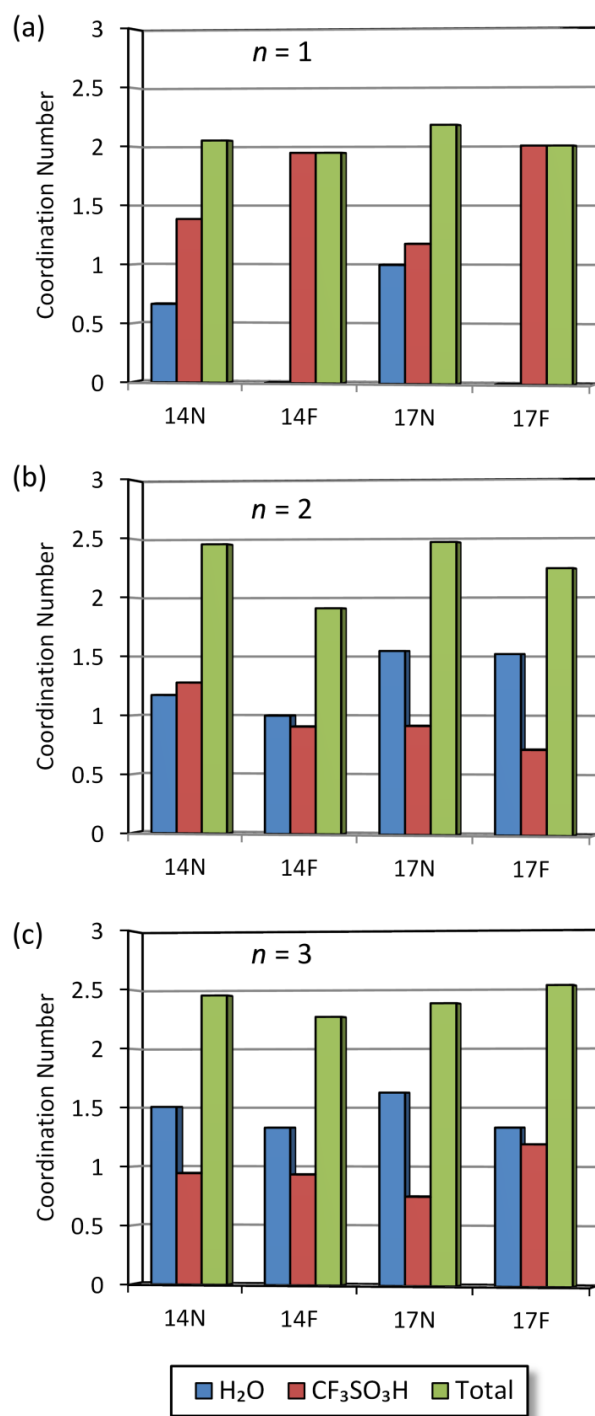 (a)
n = 1
Coordination Number
3
2.5
2
1.5
1
0.5
0
14N 14F 17N 17F
(b)
n = 2
Coordination Number
3
2.5
2
1.5
1
0.5
0
14N 14F 17N 17F
(c)
n = 3
Coordination Number
3
2.5
2
1.5
1
0.5
0
14N 14F 17N 17F
H₂O CF₃SO₃H Total